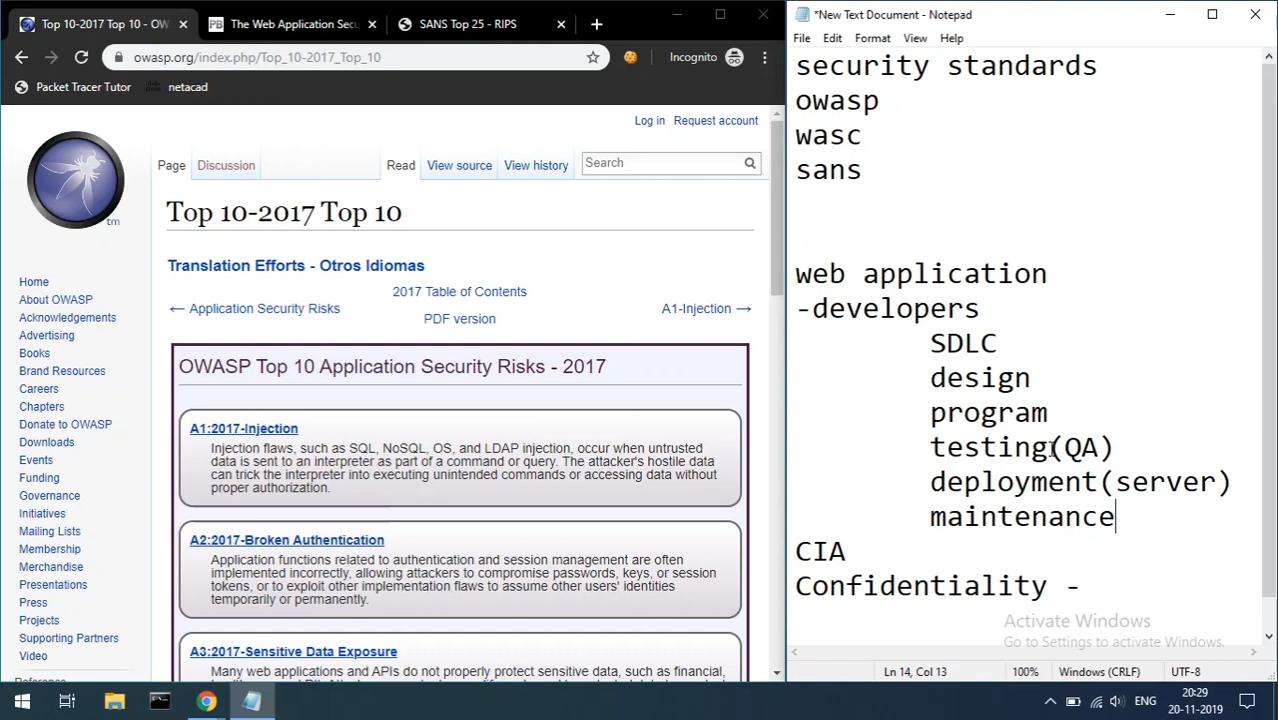 Top 10-2017 Top 10 - OW
The Web Application Secu
SANS Top 25 - RIPS
owasp.org/index.php/Top_10-2017_Top_10
Incognito
Packet Tracer Tutor
netacad
Log in
Request account
Page
Discussion
Read
View source
View history
Search
tm
Top 10-2017 Top 10
Translation Efforts - Otros Idiomas
← Application Security Risks
2017 Table of Contents
PDF version
A1-Injection →
OWASP Top 10 Application Security Risks - 2017
A1:2017-Injection
Injection flaws, such as SQL, NoSQL, OS, and LDAP injection, occur when untrusted
data is sent to an interpreter as part of a command or query. The attacker's hostile data
can trick the interpreter into executing unintended commands or accessing data without
proper authorization.
A2:2017-Broken Authentication
Application functions related to authentication and session management are often
implemented incorrectly, allowing attackers to compromise passwords, keys, or session
tokens, or to exploit other implementation flaws to assume other users' identities
temporarily or permanently.
A3:2017-Sensitive Data Exposure
Many web applications and APIs do not properly protect sensitive data, such as financial,
Home
About OWASP
Acknowledgements
Advertising
Books
Brand Resources
Careers
Chapters
Donate to OWASP
Downloads
Events
Funding
Governance
Initiatives
Mailing Lists
Membership
Merchandise
Presentations
Press
Projects
Supporting Partners
Video
Reference
*New Text Document - Notepad
File Edit Format View Help
security standards
owasp
wasc
sans
web application
-developers
SDLC
design
program
testing(QA)
deployment(server)
maintenance
CIA
Confidentiality -
Activate Windows
Go to Settings to activate Windows.
Ln 14, Col 13
100%
Windows (CRLF)
UTF-8
ENG
20:29
20-11-2019